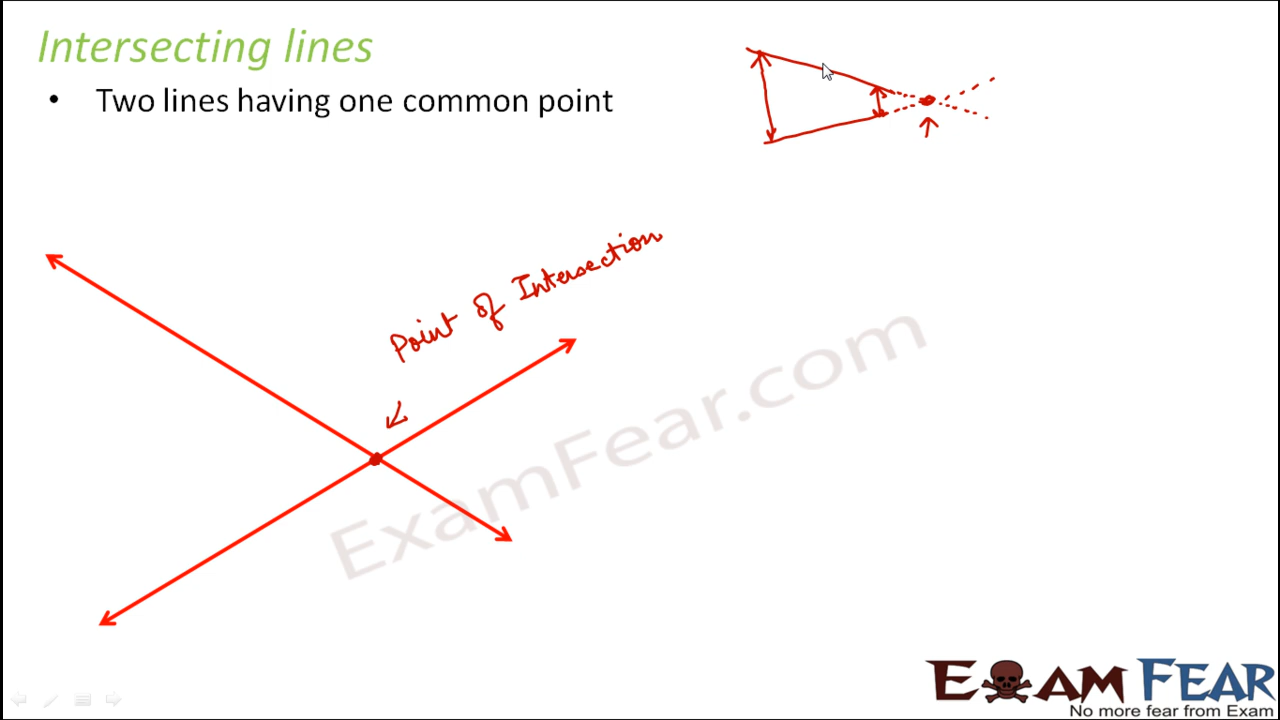 Intersecting lines
• Two lines having one common point
Point of Intersection
ExamFear.com
EXAM FEAR
No more fear from Exam